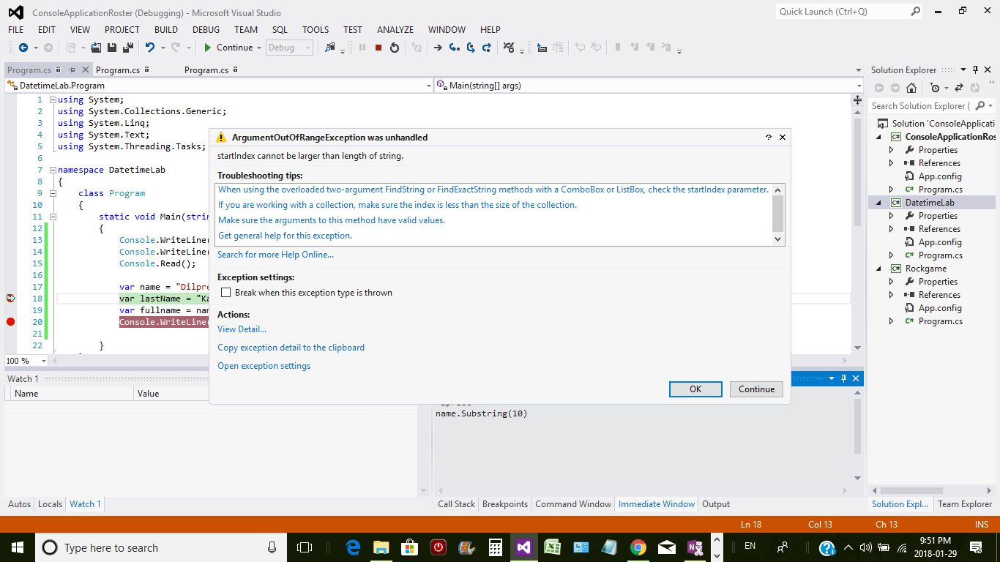 ConsoleApplicationRoster (Debugging) - Microsoft Visual Studio
Quick Launch (Ctrl+Q)
FILE EDIT VIEW PROJECT BUILD DEBUG TEAM SQL TOOLS TEST ANALYZE WINDOW HELP
Continue Debug
Program.cs Program.cs Program.cs
DatetimeLab.Program Main(string[] args)
1 using System;
2 using System.Collections.Generic;
3 using System.Linq;
4 using System.Text;
5 using System.Threading.Tasks;
6
7 namespace DatetimeLab
8 {
9 class Program
10 {
11 static void Main(strin
12 {
13 Console.WriteLine(
14 Console.WriteLine(
15 Console.Read();
16
17 var name = "Dilpre
18 var lastName = "Ka
19 var fullname = nam
20 Console.WriteLine(
21
22 }
100 %
ArgumentOutOfRangeException was unhandled
startIndex cannot be larger than length of string.
Troubleshooting tips:
When using the overloaded two-argument FindString or FindExactString methods with a ComboBox or ListBox, check the startIndex parameter.
If you are working with a collection, make sure the index is less than the size of the collection.
Make sure the arguments to this method have valid values.
Get general help for this exception.
Search for more Help Online...
Exception settings:
Break when this exception type is thrown
Actions:
View Detail...
Copy exception detail to the clipboard
Open exception settings
OK Continue
Solution Explorer
Search Solution Explorer (
Solution 'ConsoleApplicati
ConsoleApplicationRos
Properties
References
App.config
Program.cs
DatetimeLab
Properties
References
App.config
Program.cs
Rockgame
Properties
References
App.config
Program.cs
Watch 1
Name Value
name.Substring(10)
Autos Locals Watch 1
Call Stack Breakpoints Command Window Immediate Window Output
Solution Expl... Team Explorer
Ln 18 Col 13 Ch 13 INS
Type here to search
EN
9:51 PM
2018-01-29